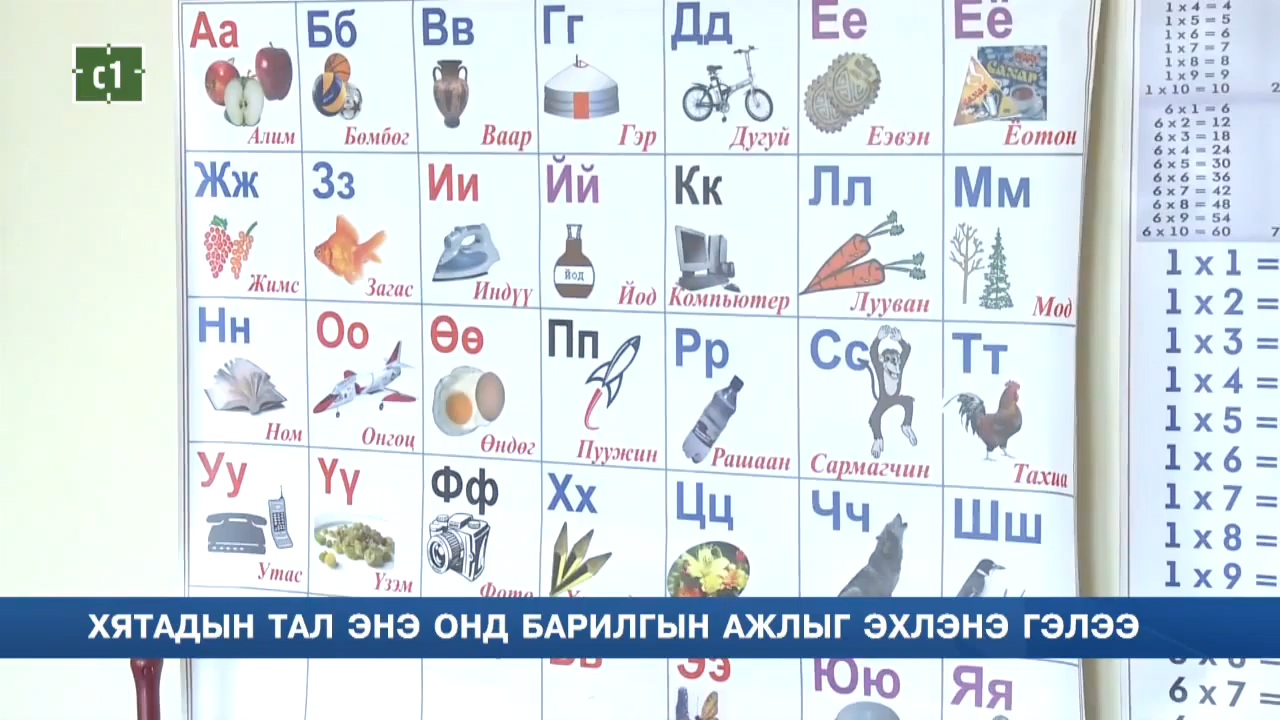 c1
Аа Бб Вв Гг Дд Ее Её
Алим Бөмбөг Ваар Гэр Дугуй Еэвэн Ёотон
Жж Зз Ии Йй Кк Лл Мм
йод
Жимс Загас Индүү Йод Компьютер Лууван Мод
Нн Оо Өө Пп Рр Сс Тт
Ном Онгоц Өндөг Пуужин Рашаан Сармагчин Тахиа
Уу Үү Фф Хх Цц Чч Шш
Утас Үзэм Фото
Ээ Юю Яя
1 x 4 = 4
1 x 5 = 5
1 x 6 = 6
1 x 7 = 7
1 x 8 = 8
1 x 9 = 9
1 x 10 = 10
6 x 1 = 6
6 x 2 = 12
6 x 3 = 18
6 x 4 = 24
6 x 5 = 30
6 x 6 = 36
6 x 7 = 42
6 x 8 = 48
6 x 9 = 54
6 x 10 = 60
1 x 1 =
1 x 2 =
1 x 3 =
1 x 4 =
1 x 5 =
1 x 6 =
1 x 7 =
1 x 8 =
1 x 9 =
6 x 7 =
ХЯТАДЫН ТАЛ ЭНЭ ОНД БАРИЛГЫН АЖЛЫГ ЭХЛЭНЭ ГЭЛЭЭ